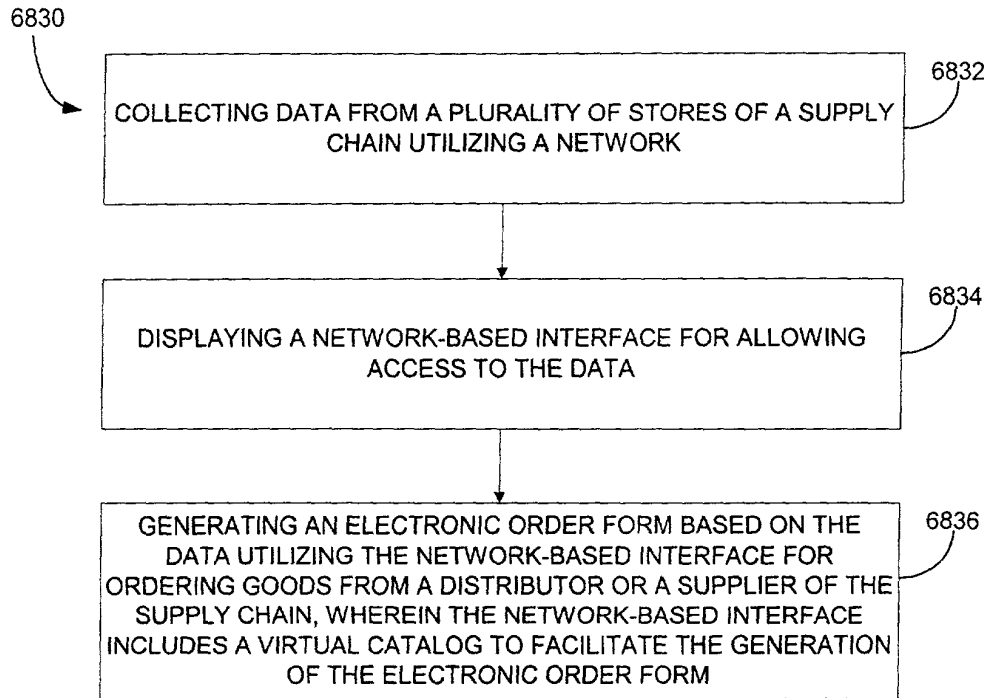 6830
6832
COLLECTING DATA FROM A PLURALITY OF STORES OF A SUPPLY
CHAIN UTILIZING A NETWORK
6834
DISPLAYING A NETWORK-BASED INTERFACE FOR ALLOWING
ACCESS TO THE DATA
6836
GENERATING AN ELECTRONIC ORDER FORM BASED ON THE
DATA UTILIZING THE NETWORK-BASED INTERFACE FOR
ORDERING GOODS FROM A DISTRIBUTOR OR A SUPPLIER OF THE
SUPPLY CHAIN, WHEREIN THE NETWORK-BASED INTERFACE
INCLUDES A VIRTUAL CATALOG TO FACILITATE THE GENERATION
OF THE ELECTRONIC ORDER FORM